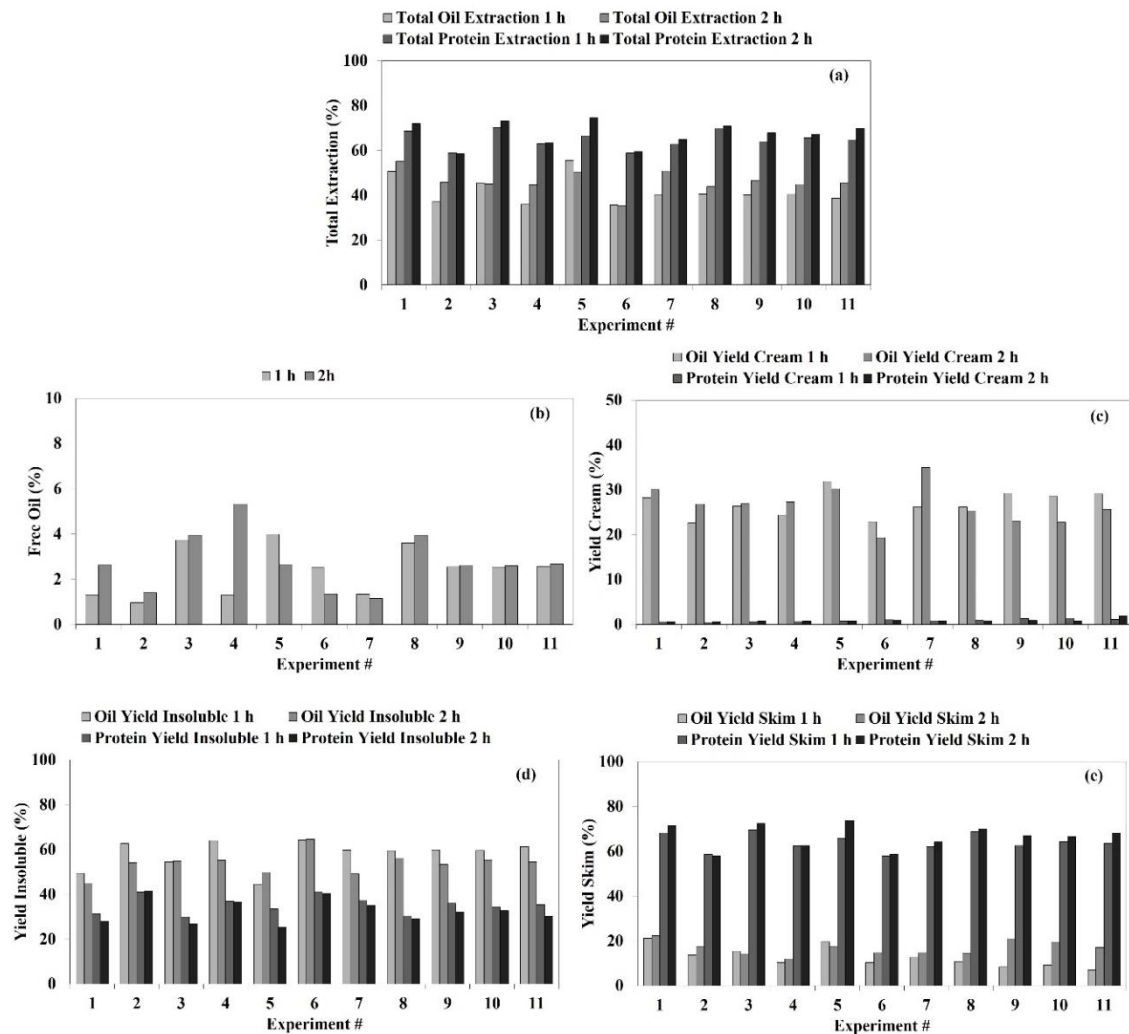 Total Oil Extraction 1 h Total Oil Extraction 2 h
Total Protein Extraction 1 h Total Protein Extraction 2 h
(a)
Total Extraction (%)
100
80
60
40
20
0
1 2 3 4 5 6 7 8 9 10 11
Experiment #
1 h 2h
(b)
Free Oil (%)
10
8
6
4
2
0
1 2 3 4 5 6 7 8 9 10 11
Experiment #
Oil Yield Cream 1 h Oil Yield Cream 2 h
Protein Yield Cream 1 h Protein Yield Cream 2 h
(c)
Yield Cream (%)
50
40
30
20
10
0
1 2 3 4 5 6 7 8 9 10 11
Experiment #
Oil Yield Insoluble 1 h Oil Yield Insoluble 2 h
Protein Yield Insoluble 1 h Protein Yield Insoluble 2 h
(d)
Yield Insoluble (%)
100
80
60
40
20
0
1 2 3 4 5 6 7 8 9 10 11
Experiment #
Oil Yield Skim 1 h Oil Yield Skim 2 h
Protein Yield Skim 1 h Protein Yield Skim 2 h
(e)
Yield Skim (%)
100
80
60
40
20
0
1 2 3 4 5 6 7 8 9 10 11
Experiment #